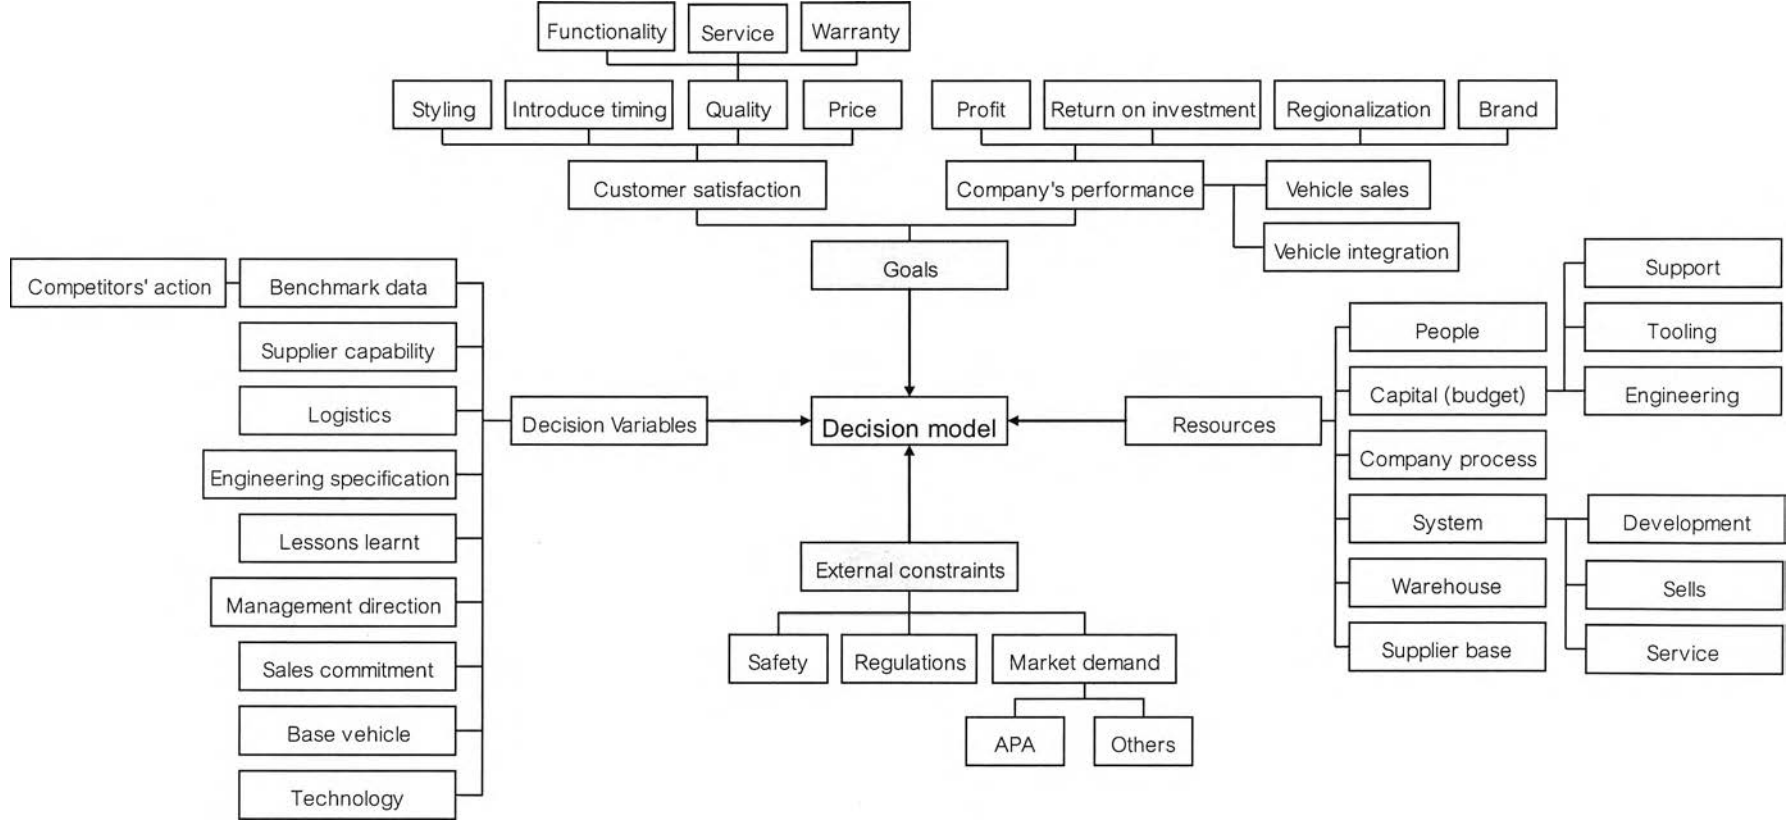 Functionality
Service
Warranty
Styling
Introduce timing
Quality
Price
Profit
Return on investment
Regionalization
Brand
Customer satisfaction
Company's performance
Vehicle sales
Vehicle integration
Goals
Competitors' action
Benchmark data
Supplier capability
Logistics
Engineering specification
Lessons learnt
Management direction
Sales commitment
Base vehicle
Technology
Decision Variables
Decision model
Resources
People
Capital (budget)
Company process
System
Warehouse
Supplier base
Support
Tooling
Engineering
Development
Sells
Service
External constraints
Safety
Regulations
Market demand
APA
Others